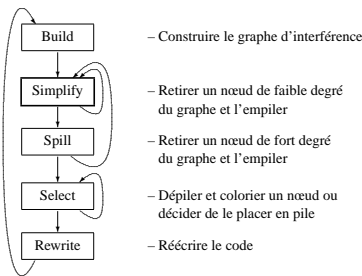 Build – Construire le graphe d'interférence
Simplify – Retirer un nœud de faible degré
du graphe et l'empiler
Spill – Retirer un nœud de fort degré
du graphe et l'empiler
Select – Dépiler et colorier un nœud ou
décider de le placer en pile
Rewrite – Réécrire le code